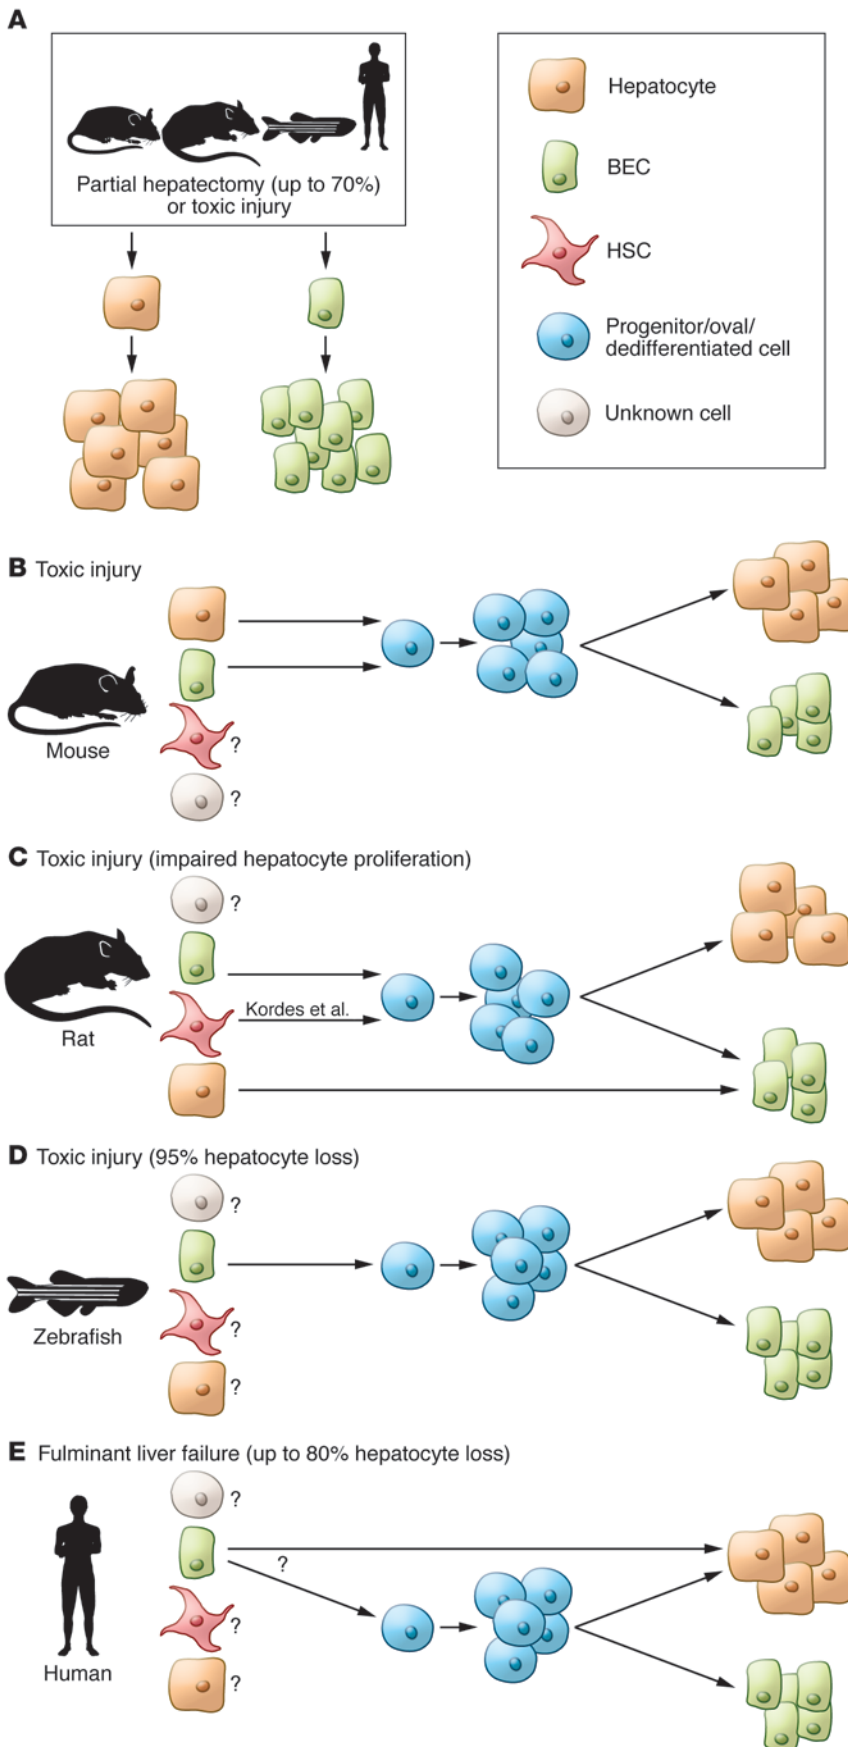 A
Partial hepatectomy (up to 70%)
or toxic injury
Hepatocyte
BEC
HSC
Progenitor/oval/
dedifferentiated cell
Unknown cell
B Toxic injury
?
?
Mouse
C Toxic injury (impaired hepatocyte proliferation)
?
Kordes et al.
Rat
D Toxic injury (95% hepatocyte loss)
?
?
?
Zebrafish
E Fulminant liver failure (up to 80% hepatocyte loss)
?
?
?
?
Human